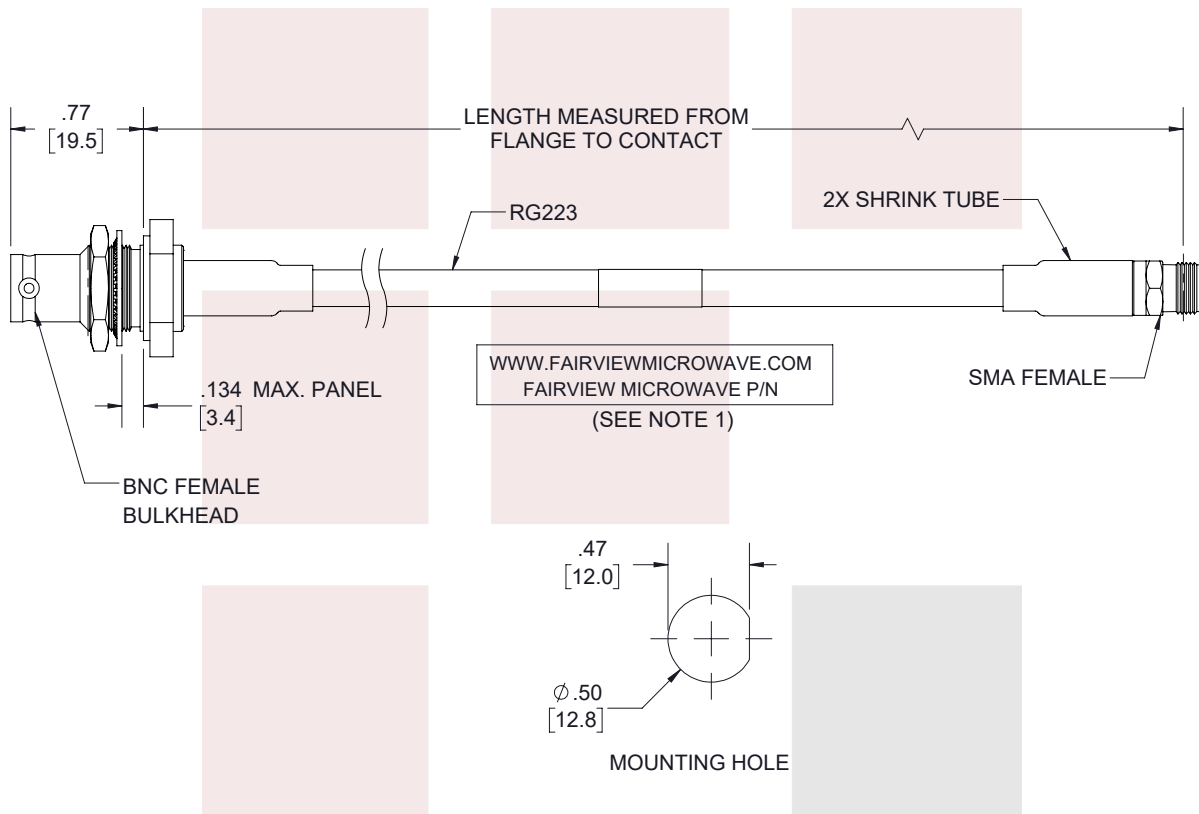 .77
[19.5]
LENGTH MEASURED FROM
FLANGE TO CONTACT
RG223
2X SHRINK TUBE
WWW.FAIRVIEWMICROWAVE.COM
FAIRVIEW MICROWAVE P/N
(SEE NOTE 1)
SMA FEMALE
.134 MAX. PANEL
[3.4]
BNC FEMALE
BULKHEAD
.47
[12.0]
∅.50
[12.8]
MOUNTING HOLE